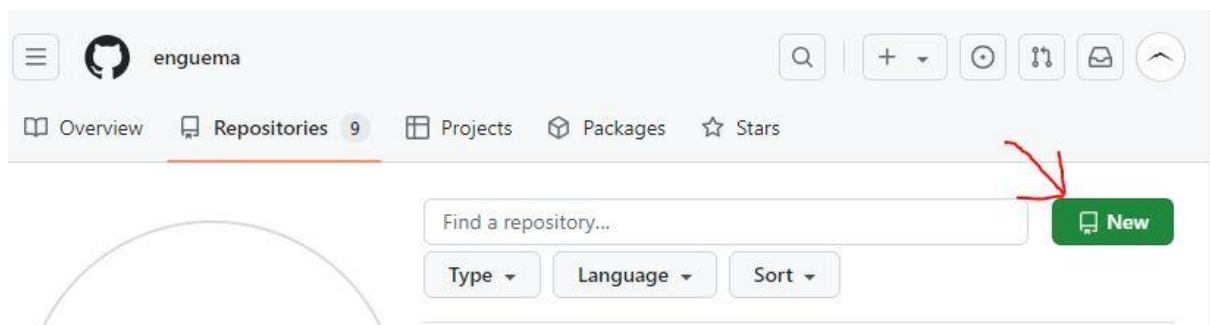 enguema
Overview Repositories 9 Projects Packages Stars
Find a repository... New
Type Language Sort